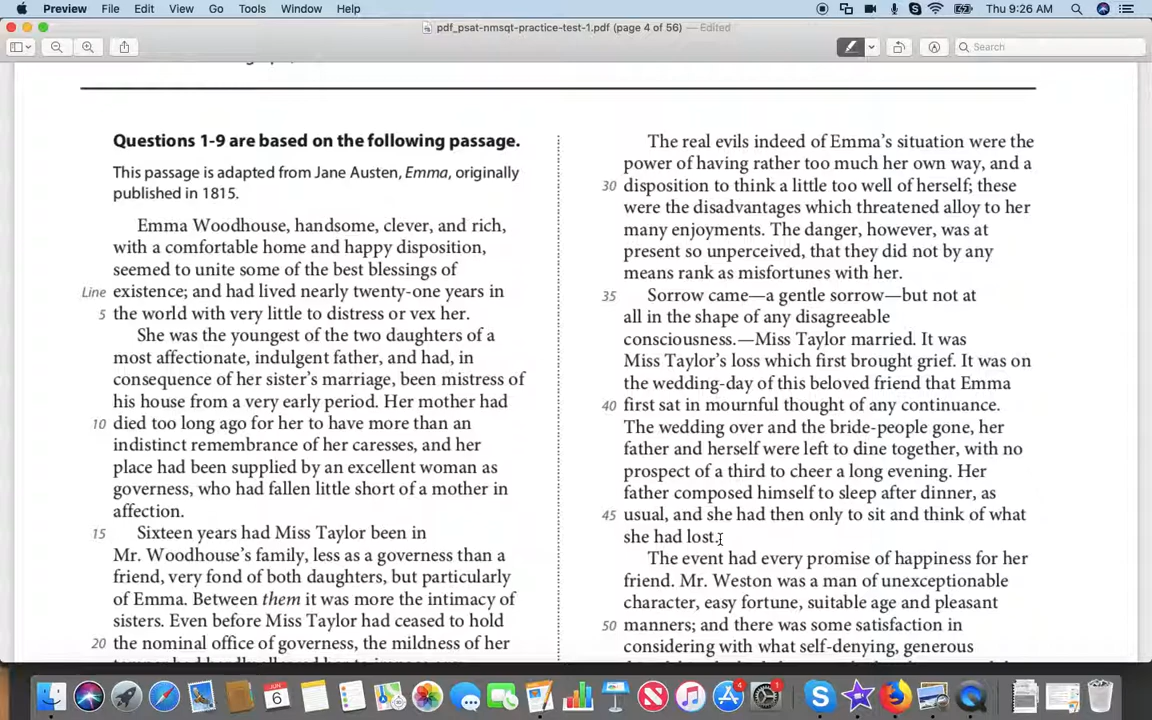 Preview File Edit View Go Tools Window Help Thu 9:26 AM
pdf_psat-nmsqt-practice-test-1.pdf (page 4 of 56) — Edited
Search
Questions 1-9 are based on the following passage.
This passage is adapted from Jane Austen, Emma, originally
published in 1815.
Emma Woodhouse, handsome, clever, and rich,
with a comfortable home and happy disposition,
seemed to unite some of the best blessings of
Line existence; and had lived nearly twenty-one years in
5 the world with very little to distress or vex her.
She was the youngest of the two daughters of a
most affectionate, indulgent father, and had, in
consequence of her sister's marriage, been mistress of
his house from a very early period. Her mother had
10 died too long ago for her to have more than an
indistinct remembrance of her caresses, and her
place had been supplied by an excellent woman as
governess, who had fallen little short of a mother in
affection.
15 Sixteen years had Miss Taylor been in
Mr. Woodhouse's family, less as a governess than a
friend, very fond of both daughters, but particularly
of Emma. Between them it was more the intimacy of
sisters. Even before Miss Taylor had ceased to hold
20 the nominal office of governess, the mildness of her
The real evils indeed of Emma's situation were the
power of having rather too much her own way, and a
30 disposition to think a little too well of herself; these
were the disadvantages which threatened alloy to her
many enjoyments. The danger, however, was at
present so unperceived, that they did not by any
means rank as misfortunes with her.
35 Sorrow came—a gentle sorrow—but not at
all in the shape of any disagreeable
consciousness.—Miss Taylor married. It was
Miss Taylor's loss which first brought grief. It was on
the wedding-day of this beloved friend that Emma
40 first sat in mournful thought of any continuance.
The wedding over and the bride-people gone, her
father and herself were left to dine together, with no
prospect of a third to cheer a long evening. Her
father composed himself to sleep after dinner, as
45 usual, and she had then only to sit and think of what
she had lost.
The event had every promise of happiness for her
friend. Mr. Weston was a man of unexceptionable
character, easy fortune, suitable age and pleasant
50 manners; and there was some satisfaction in
considering with what self-denying, generous
JUN
6
4
1